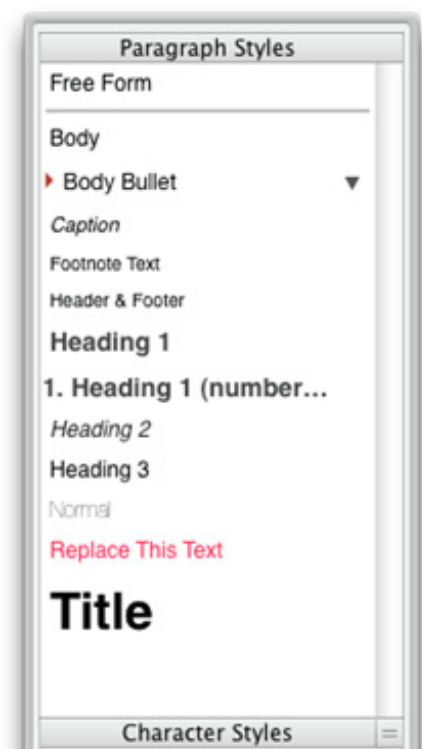 Paragraph Styles
Free Form
Body
Body Bullet
Caption
Footnote Text
Header & Footer
Heading 1
1. Heading 1 (number...
Heading 2
Heading 3
Normal
Replace This Text
Title
Character Styles